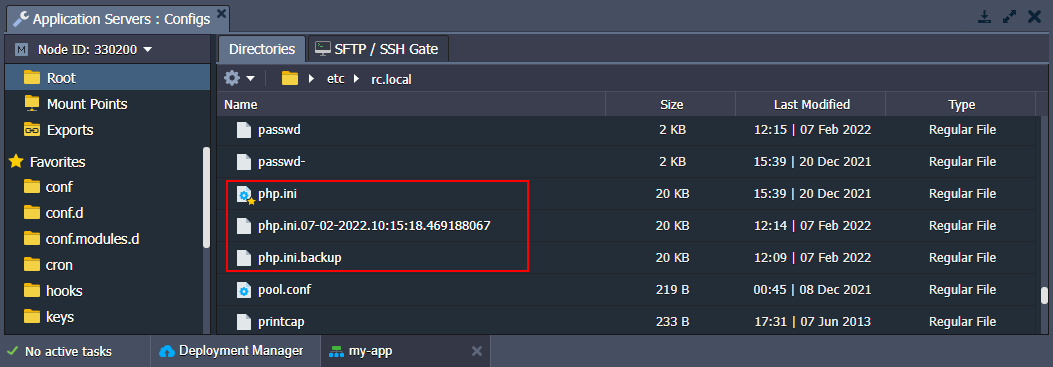 Application Servers : Configs
M Node ID: 330200
Directories SFTP / SSH Gate
Root
etc rc.local
Mount Points
Exports
Favorites
conf
conf.d
conf.modules.d
cron
hooks
keys
Name Size Last Modified Type
passwd 2 KB 12:15 | 07 Feb 2022 Regular File
passwd- 2 KB 15:39 | 20 Dec 2021 Regular File
php.ini 20 KB 15:39 | 20 Dec 2021 Regular File
php.ini.07-02-2022.10:15:18.469188067 20 KB 12:14 | 07 Feb 2022 Regular File
php.ini.backup 20 KB 12:09 | 07 Feb 2022 Regular File
pool.conf 219 B 00:45 | 08 Dec 2021 Regular File
printcap 233 B 17:31 | 07 Jun 2013 Regular File
No active tasks Deployment Manager my-app